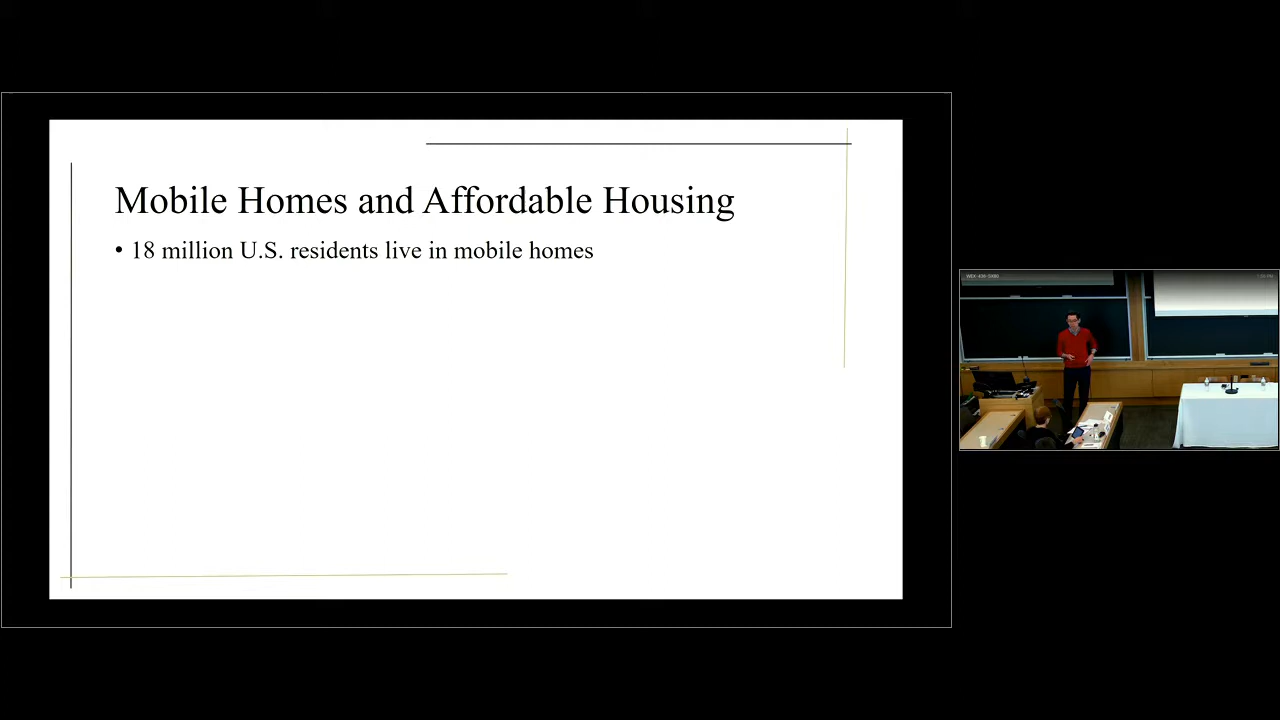 Mobile Homes and Affordable Housing
• 18 million U.S. residents live in mobile homes